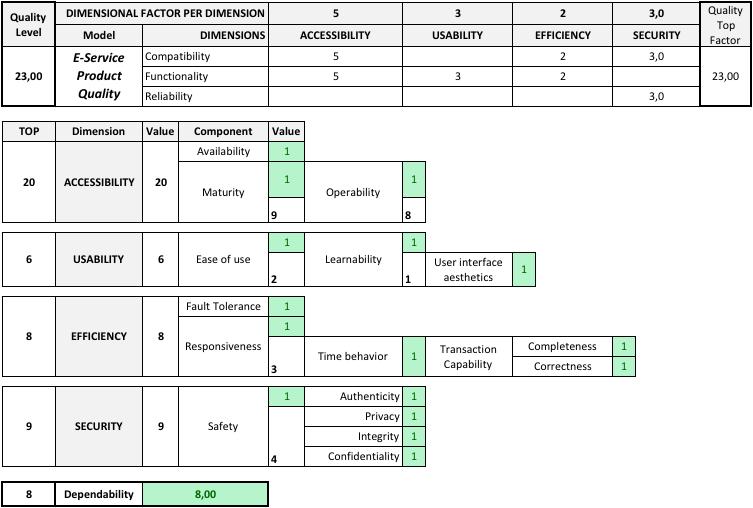 Quality Level DIMENSIONAL FACTOR PER DIMENSION 5 3 2 3,0 Quality Top Factor
Model DIMENSIONS ACCESSIBILITY USABILITY EFFICIENCY SECURITY
23,00 E-Service Product Quality Compatibility 5 2 3,0 23,00
Functionality 5 3 2
Reliability 3,0
TOP Dimension Value Component Value
20 ACCESSIBILITY 20 Availability 1
Maturity 1 Operability 1
9 8
6 USABILITY 6 Ease of use 1 Learnability 1
2 1 User interface aesthetics 1
8 EFFICIENCY 8 Fault Tolerance 1
Responsiveness 1
3 Time behavior 1 Transaction Capability Completeness 1
Correctness 1
9 SECURITY 9 Safety 1 Authenticity 1
Privacy 1
Integrity 1
4 Confidentiality 1
8 Dependability 8,00